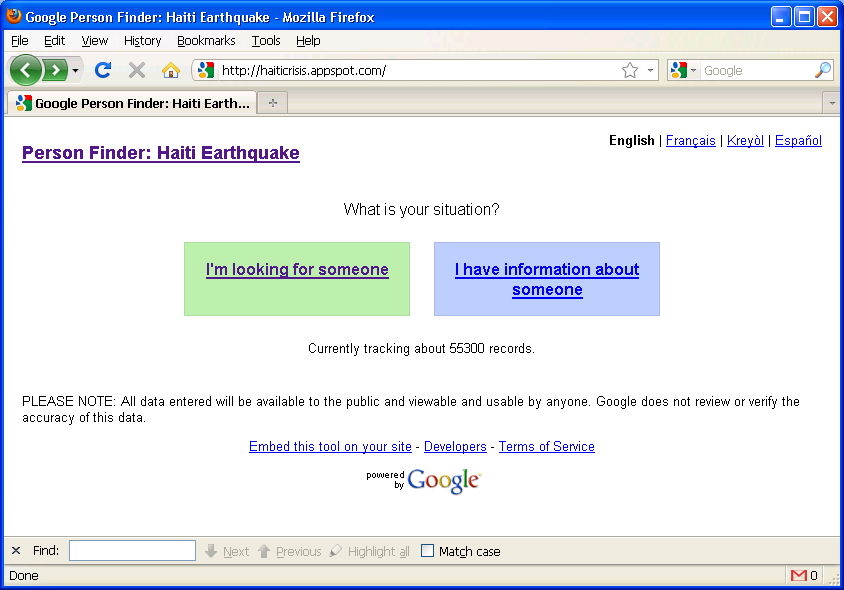 Google Person Finder: Haiti Earthquake - Mozilla Firefox
File Edit View History Bookmarks Tools Help
http://haiticrisis.appspot.com/ Google
Google Person Finder: Haiti Earth...
English | Français | Kreyòl | Español
Person Finder: Haiti Earthquake
What is your situation?
I'm looking for someone
I have information about
someone
Currently tracking about 55300 records.
PLEASE NOTE: All data entered will be available to the public and viewable and usable by anyone. Google does not review or verify the
accuracy of this data.
Embed this tool on your site - Developers - Terms of Service
powered
by Google™
Find: Next Previous Highlight all Match case
Done 0